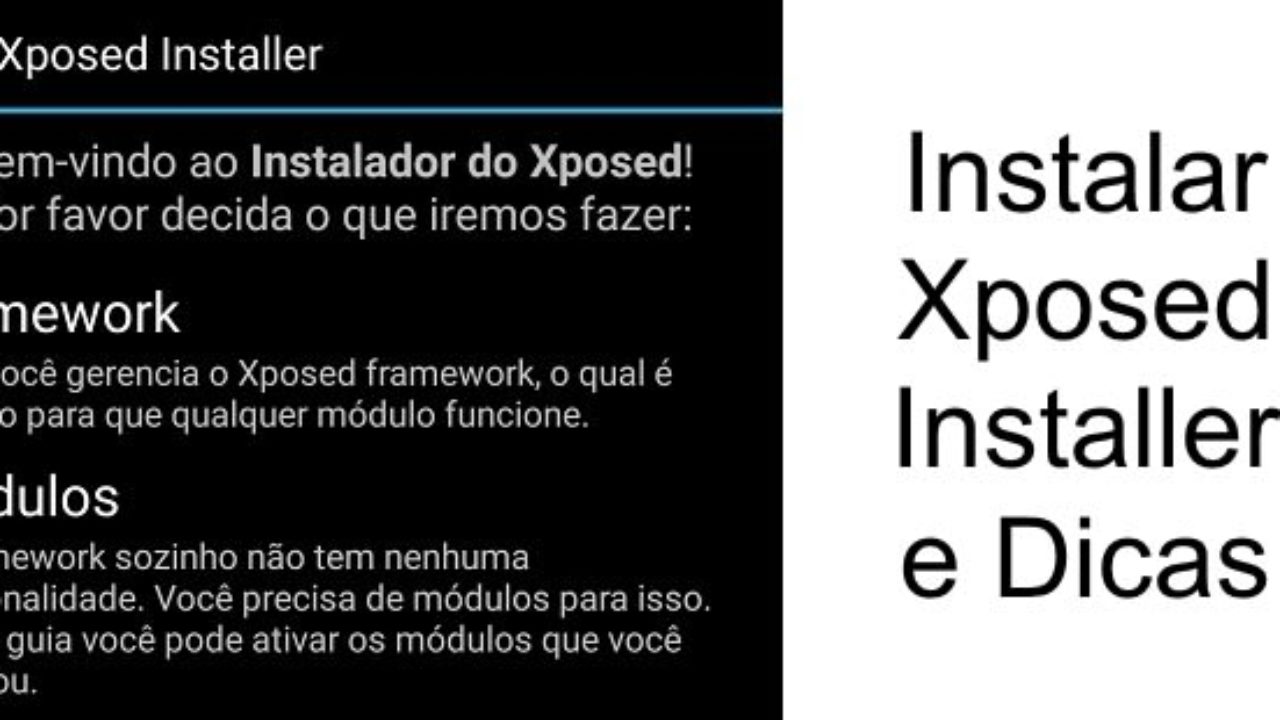 Xposed Installer
em-vindo ao Instalador do Xposed!
or favor decida o que iremos fazer:
mework
ocê gerencia o Xposed framework, o qual é
o para que qualquer módulo funcione.
dulos
nework sozinho não tem nenhuma
onalidade. Você precisa de módulos para isso.
guia você pode ativar os módulos que você
ou.
Instalar
Xposed
Installer
e Dicas